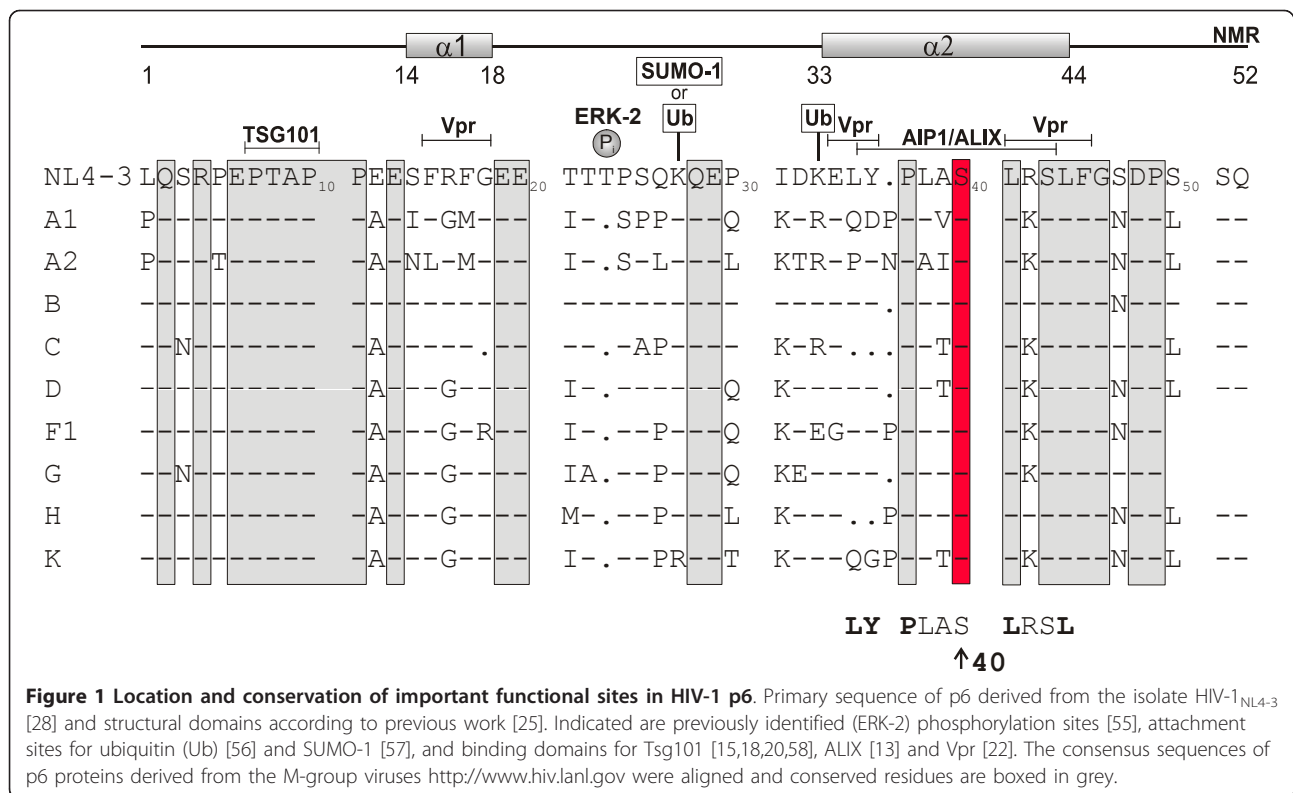 α1 α2 NMR
1 14 18 33 44 52
SUMO-1
or
TSG101 Vpr ERK-2 Ub Ub Vpr AIP1/ALIX Vpr
Pi
NL4-3 LQSRPEPTAP10 PEESFRFGEE20 TTTPSQKQEP30 IDKELY.PLAS40 LRSLFGSDPS50 SQ
A1 P--------- --A-I-GM-- I-.SPP---Q K-R-QDP-V- -K----N--L --
A2 P---T----- --A-NL-M-- I-.S-L---L KTR-P-N-AI- -K----N--L --
B ---------- ---------- ---------- ------.---- ------N--- --
C --N------- --A-----.-- --.-AP---- K-R-...--T- -K-------L --
D ---------- --A---G--- I-.------Q K-----.--T- -K----N--L --
F1 ---------- --A---G-R-- I-.--P---Q K-EG--P---- -K----N--- --
G --N------- --A---G--- IA.--P---Q KE----.---- -K-------- --
H ---------- --A---G--- M-.--P---L K---..P---- ------N--L --
K ---------- --A---G--- I-.---PR--T K---QGP--T- -K----N--L --
LY PLAS LRSL
↑40
Figure 1 Location and conservation of important functional sites in HIV-1 p6. Primary sequence of p6 derived from the isolate HIV-1NL4-3
[28] and structural domains according to previous work [25]. Indicated are previously identified (ERK-2) phosphorylation sites [55], attachment
sites for ubiquitin (Ub) [56] and SUMO-1 [57], and binding domains for Tsg101 [15,18,20,58], ALIX [13] and Vpr [22]. The consensus sequences of
p6 proteins derived from the M-group viruses http://www.hiv.lanl.gov were aligned and conserved residues are boxed in grey.